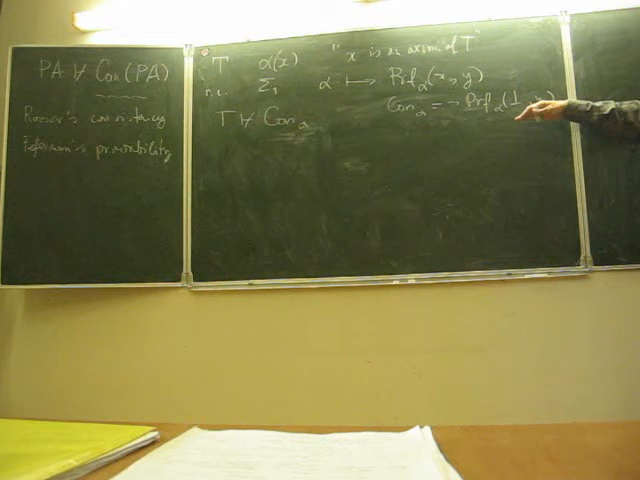 PA ⊬ Con(PA)
Rosser's consistency
Feferman's provability
T α(x) "x is an axiom of T"
r.e. Σ₁ α ↦ Prf_α(x, y)
T ⊬ Con_α
Con_α = ¬ Prf_α(⊥